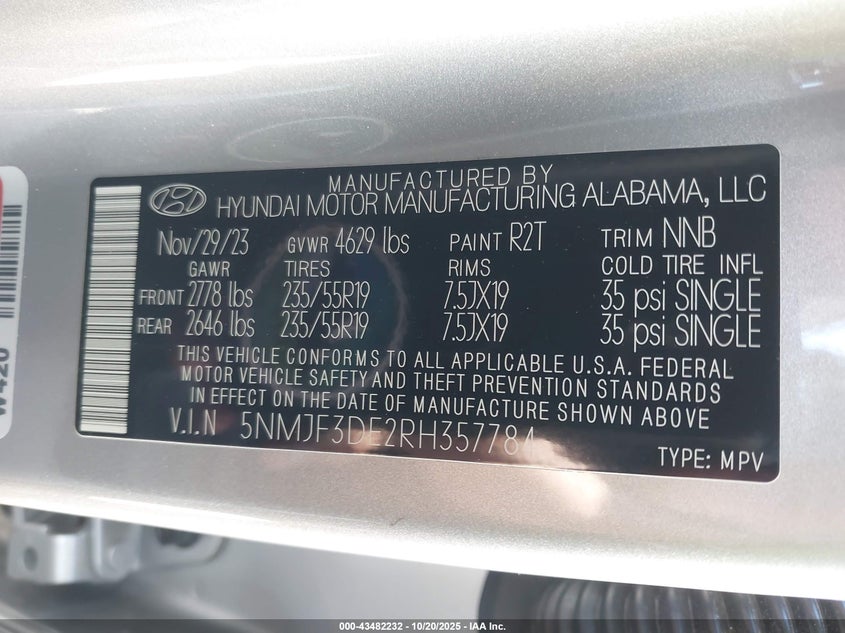 MANUFACTURED BY
HYUNDAI MOTOR MANUFACTURING ALABAMA, LLC
Nov/29/23 GVWR 4629 lbs PAINT R2T TRIM NNB
GAWR TIRES RIMS COLD TIRE INFL
FRONT 2778 lbs 235/55R19 7.5JX19 35 psi SINGLE
REAR 2646 lbs 235/55R19 7.5JX19 35 psi SINGLE
THIS VEHICLE CONFORMS TO ALL APPLICABLE U.S.A. FEDERAL
MOTOR VEHICLE SAFETY AND THEFT PREVENTION STANDARDS
IN EFFECT ON THE DATE OF MANUFACTURE SHOWN ABOVE
V.I.N 5NMJF3DE2RH357784
TYPE: MPV
W420
000-43482232 - 10/20/2025 - IAA Inc.